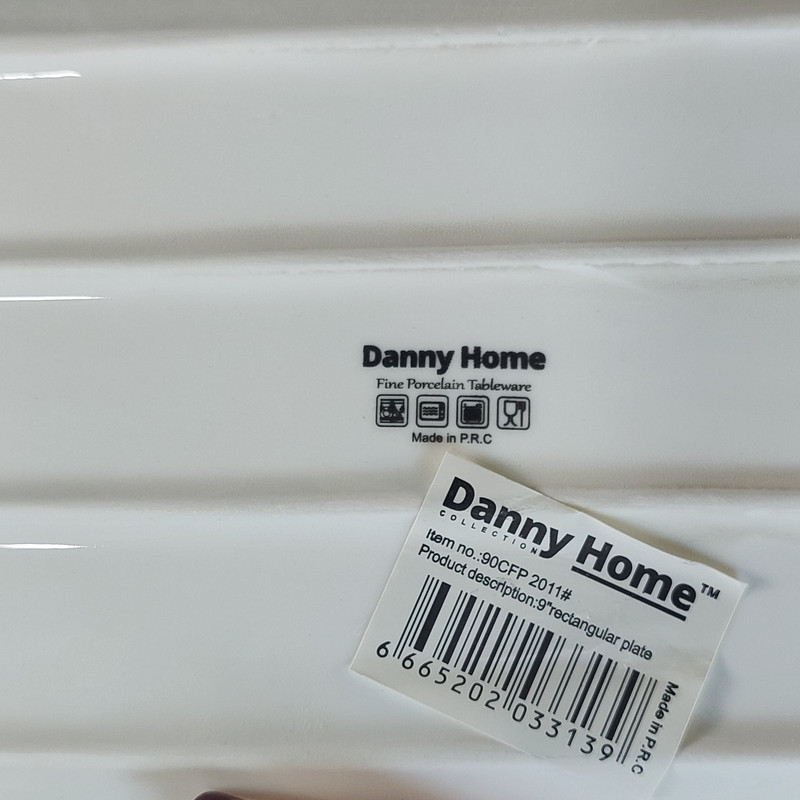 Danny Home
Fine Porcelain Tableware
Made in P.R.C
Danny Home™
COLLECTION
Item no.:90CFP 2011#
Product description:9"rectangular plate
6 665202 033139
Made in P.R.C